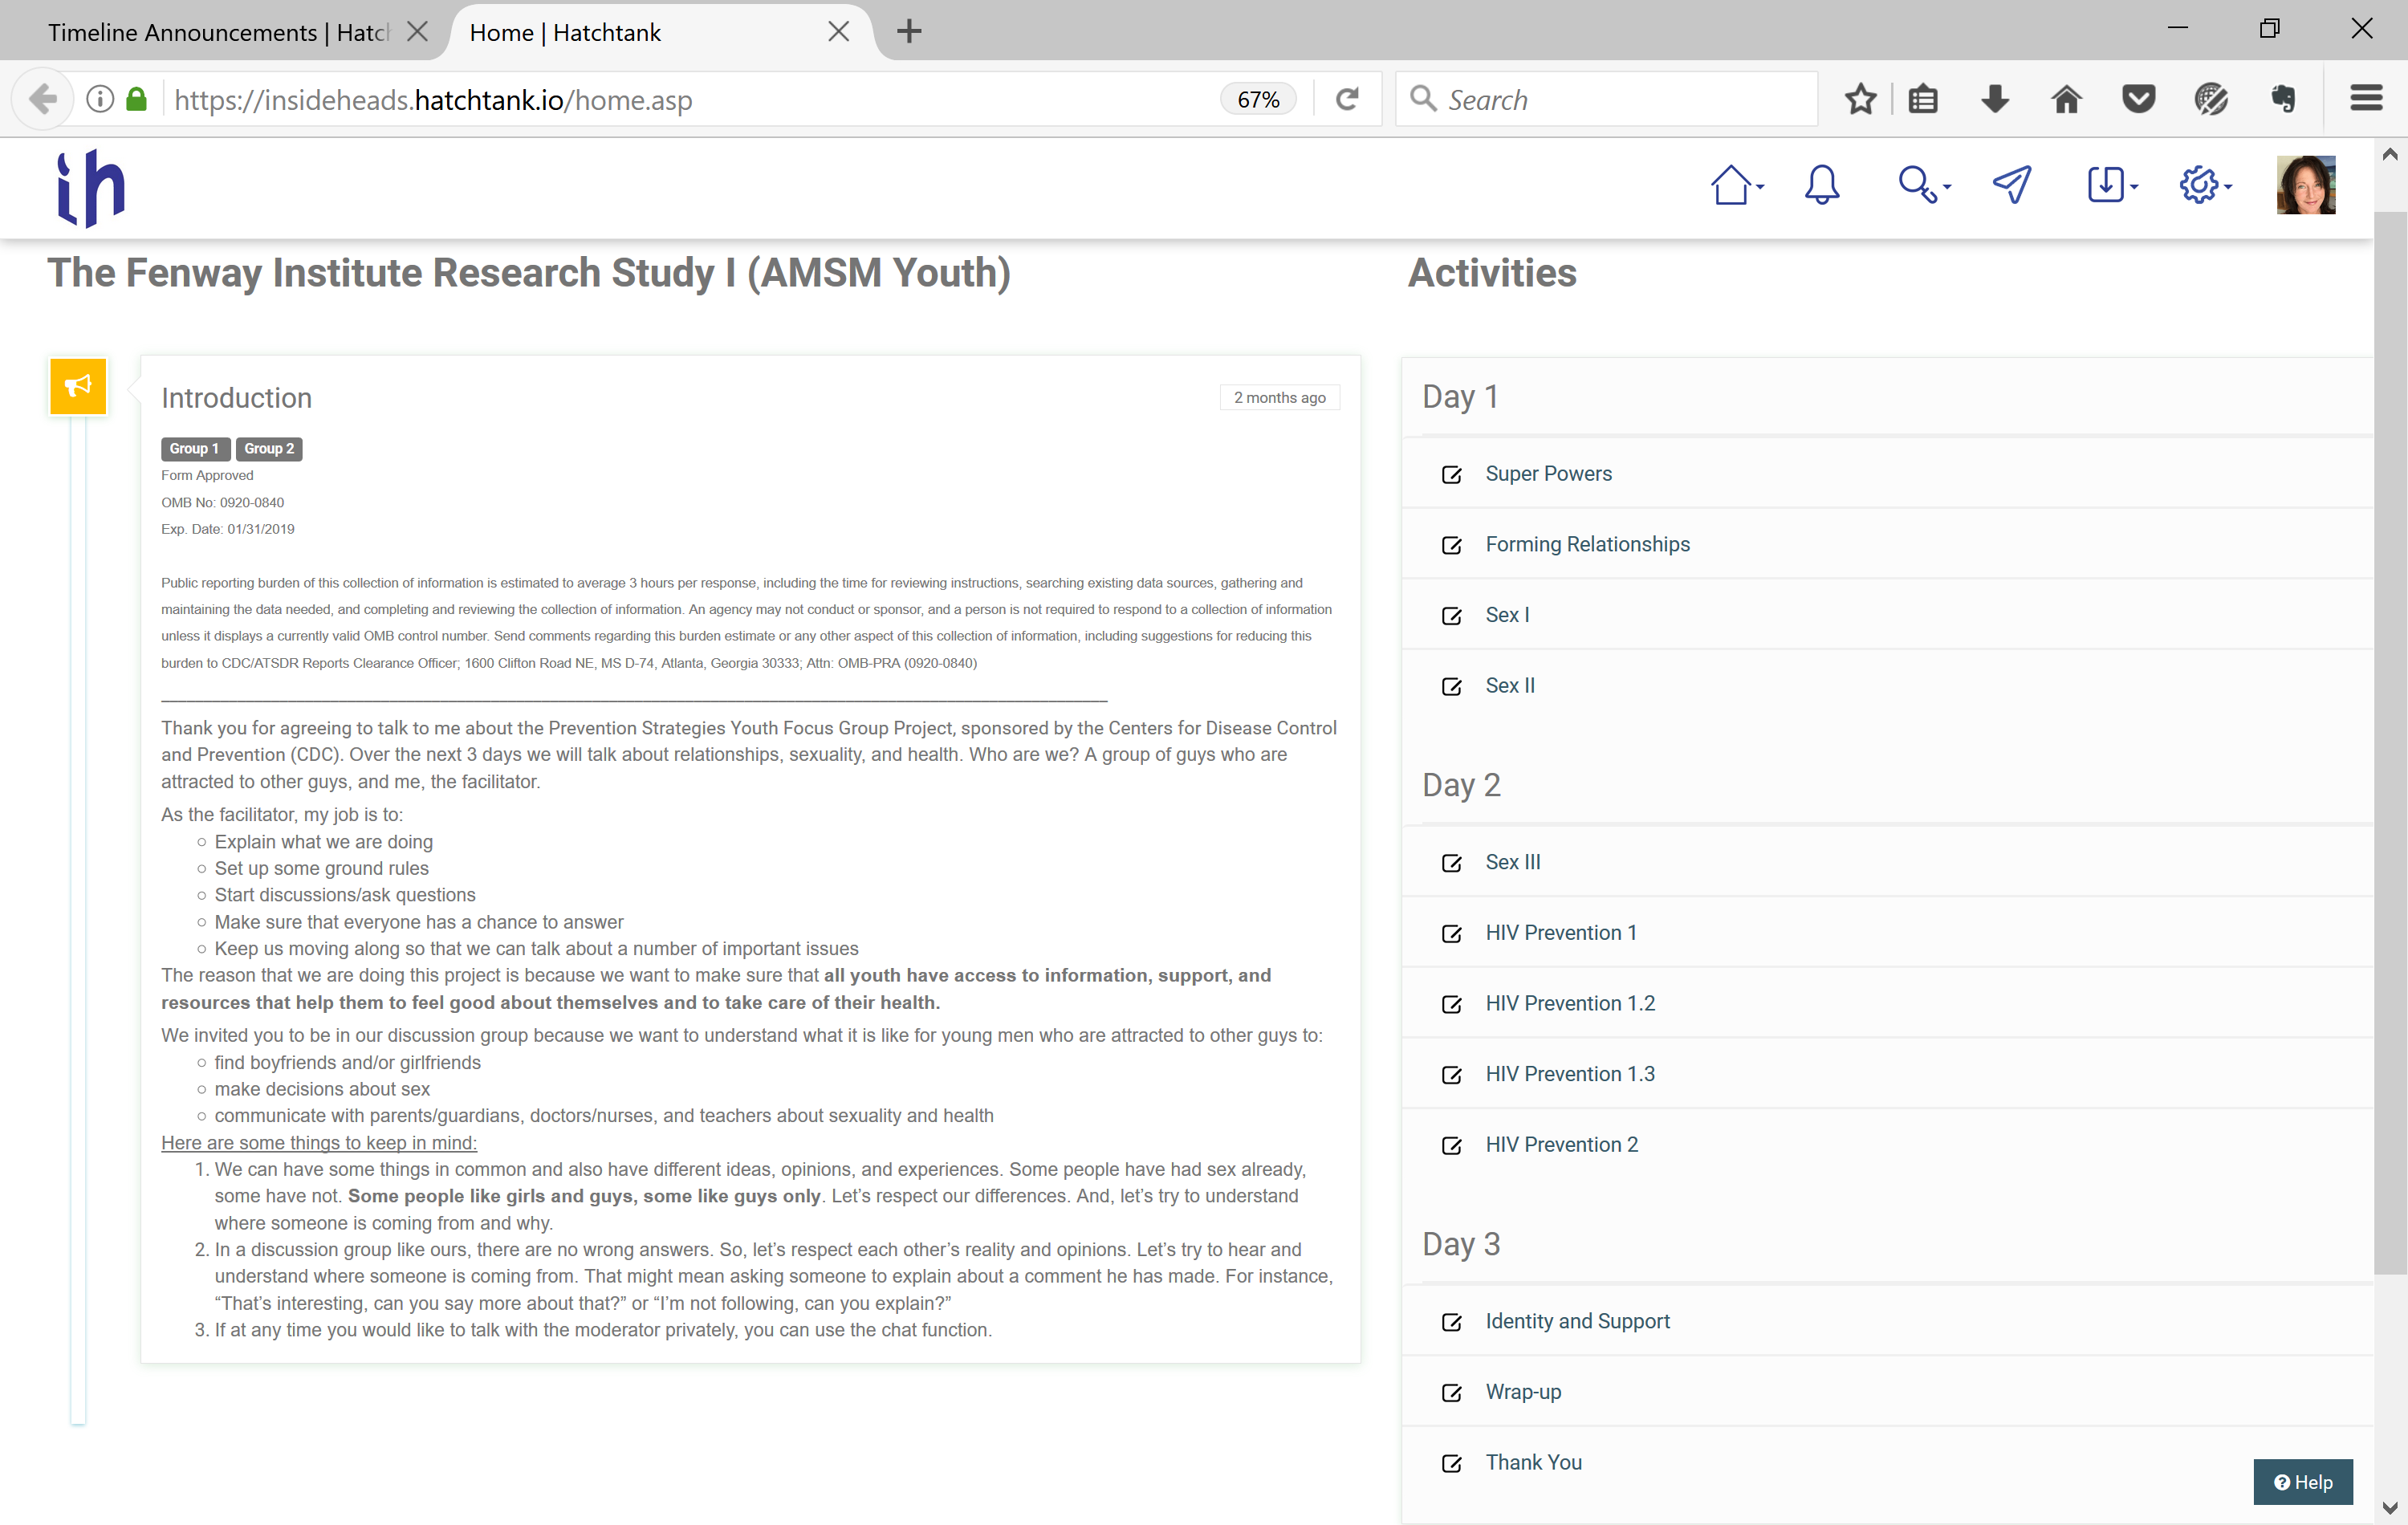 Timeline Announcements | Hatc
Home | Hatchtank
https://insideheads.hatchtank.io/home.asp
67%
Search
ih
The Fenway Institute Research Study I (AMSM Youth)
Activities
Introduction
2 months ago
Group 1 Group 2
Form Approved
OMB No: 0920-0840
Exp. Date: 01/31/2019
Public reporting burden of this collection of information is estimated to average 3 hours per response, including the time for reviewing instructions, searching existing data sources, gathering and
maintaining the data needed, and completing and reviewing the collection of information. An agency may not conduct or sponsor, and a person is not required to respond to a collection of information
unless it displays a currently valid OMB control number. Send comments regarding this burden estimate or any other aspect of this collection of information, including suggestions for reducing this
burden to CDC/ATSDR Reports Clearance Officer; 1600 Clifton Road NE, MS D-74, Atlanta, Georgia 30333; Attn: OMB-PRA (0920-0840)
Thank you for agreeing to talk to me about the Prevention Strategies Youth Focus Group Project, sponsored by the Centers for Disease Control
and Prevention (CDC). Over the next 3 days we will talk about relationships, sexuality, and health. Who are we? A group of guys who are
attracted to other guys, and me, the facilitator.
As the facilitator, my job is to:
Explain what we are doing
Set up some ground rules
Start discussions/ask questions
Make sure that everyone has a chance to answer
Keep us moving along so that we can talk about a number of important issues
The reason that we are doing this project is because we want to make sure that all youth have access to information, support, and
resources that help them to feel good about themselves and to take care of their health.
We invited you to be in our discussion group because we want to understand what it is like for young men who are attracted to other guys to:
find boyfriends and/or girlfriends
make decisions about sex
communicate with parents/guardians, doctors/nurses, and teachers about sexuality and health
Here are some things to keep in mind:
1. We can have some things in common and also have different ideas, opinions, and experiences. Some people have had sex already,
some have not. Some people like girls and guys, some like guys only. Let’s respect our differences. And, let’s try to understand
where someone is coming from and why.
2. In a discussion group like ours, there are no wrong answers. So, let’s respect each other’s reality and opinions. Let’s try to hear and
understand where someone is coming from. That might mean asking someone to explain about a comment he has made. For instance,
“That’s interesting, can you say more about that?” or “I’m not following, can you explain?”
3. If at any time you would like to talk with the moderator privately, you can use the chat function.
Day 1
Super Powers
Forming Relationships
Sex I
Sex II
Day 2
Sex III
HIV Prevention 1
HIV Prevention 1.2
HIV Prevention 1.3
HIV Prevention 2
Day 3
Identity and Support
Wrap-up
Thank You
Help